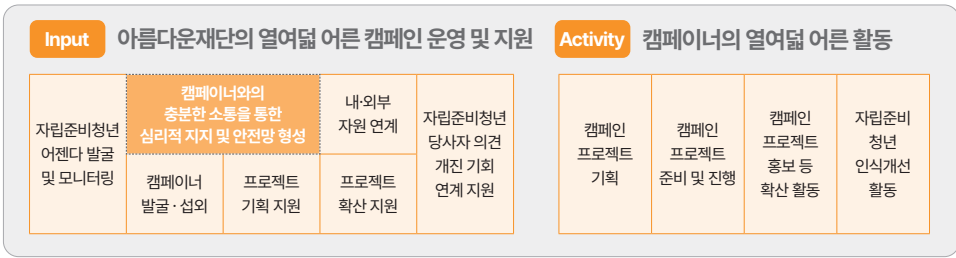 Input
아름다운재단의 열여덟 어른 캠페인 운영 및 지원
자립준비청년
어젠다 발굴
및 모니터링
캠페이너와의
충분한 소통을 통한
심리적 지지 및 안전망 형성
캠페이너
발굴·섭외
프로젝트
기획 지원
내·외부
자원 연계
프로젝트
확산 지원
자립준비청년
당사자 의견
개진 기회
연계 지원
Activity
캠페이너의 열여덟 어른 활동
캠페인
프로젝트
기획
캠페인
프로젝트
준비 및 진행
캠페인
프로젝트
홍보 등
확산 활동
자립준비
청년
인식개선
활동